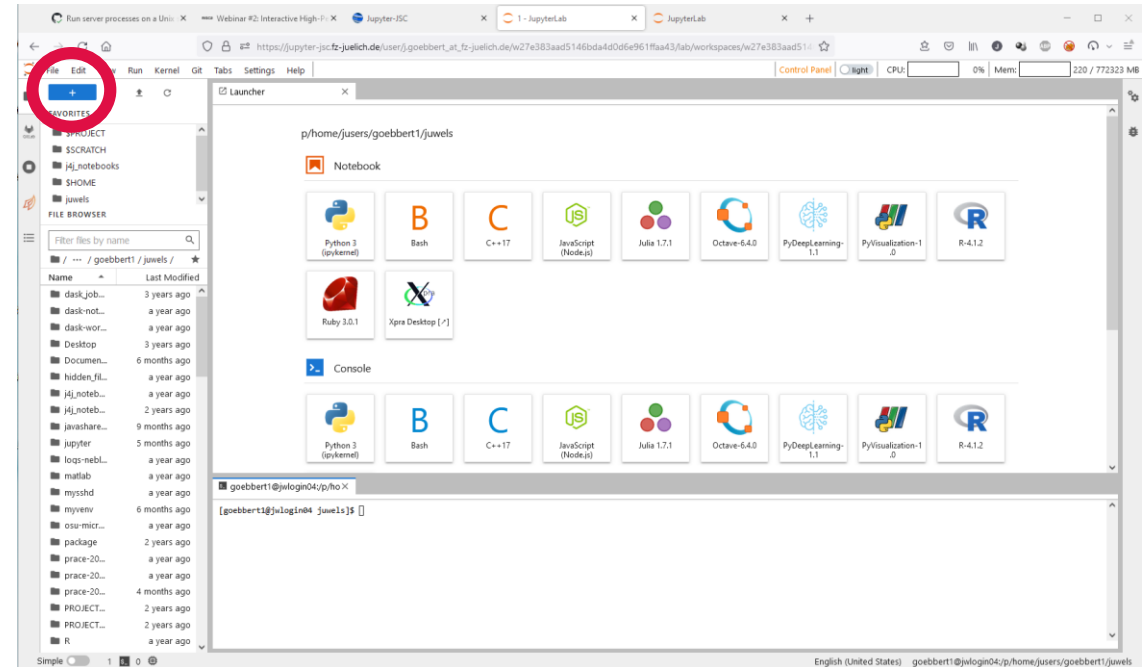 Run server processes on a Univ
Webinar #2: Interactive High-P
Jupyter-JSC
1 - JupyterLab
JupyterLab
https://jupyter-jsc.fz-juelich.de/user/j.goebbert_at_fz-juelich.de/w27e383aad5146bda4d0d6e961ffaa43/lab/workspaces/w27e383aad514
File Edit Run Kernel Git Tabs Settings Help
Control Panel light CPU: 0% Mem: 220 / 772323 MB
+
Launcher
FAVORITES
$PROJECT
$SCRATCH
j4j_notebooks
$HOME
juwels
FILE BROWSER
Filter files by name
/ ··· / goebbert1 / juwels /
Name Last Modified
dask_job... 3 years ago
dask-not... a year ago
dask-wor... a year ago
Desktop 3 years ago
Documen... 6 months ago
hidden_fil... a year ago
j4j_noteb... a year ago
j4j_noteb... 2 years ago
javashare... 9 months ago
jupyter 5 months ago
logs-nebl... a year ago
matlab a year ago
mysshd a year ago
myvenv 6 months ago
osu-micr... a year ago
package 2 years ago
prace-20... a year ago
prace-20... a year ago
prace-20... 4 months ago
PROJECT... 2 years ago
PROJECT... 2 years ago
R a year ago
p/home/jusers/goebbert1/juwels
Notebook
Python 3 (ipykernel)
B
Bash
C
C++17
JS
JavaScript (Node.js)
Julia 1.7.1
Octave-6.4.0
PyDeepLearning-1.1
PyVisualization-1.0
R
R-4.1.2
Ruby 3.0.1
Xpra Desktop [↗]
Console
Python 3 (ipykernel)
B
Bash
C
C++17
JS
JavaScript (Node.js)
Julia 1.7.1
Octave-6.4.0
PyDeepLearning-1.1
PyVisualization-1.0
R
R-4.1.2
goebbert1@jwlogin04:/p/ho
[goebbert1@jwlogin04 juwels]$
Simple 1 0
English (United States) goebbert1@jwlogin04:/p/home/jusers/goebbert1/juwels